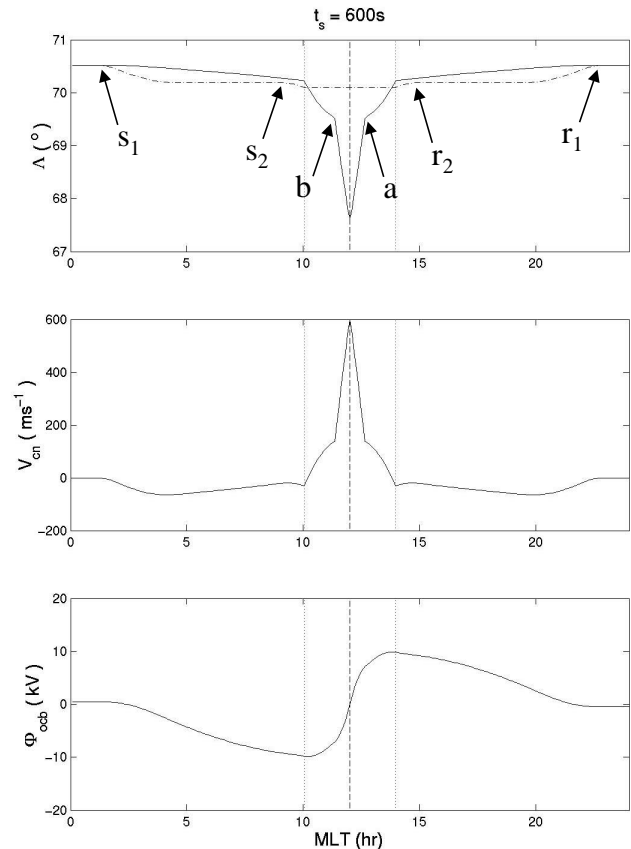 t_s = 600s
71
70
69
68
67
Λ (°)
s_1
s_2
b
a
r_2
r_1
0
5
10
15
20
600
400
200
0
−200
V_cn ( ms^−1 )
0
5
10
15
20
20
10
0
−10
−20
Φ_ocb ( kV )
0
5
10
15
20
MLT (hr)